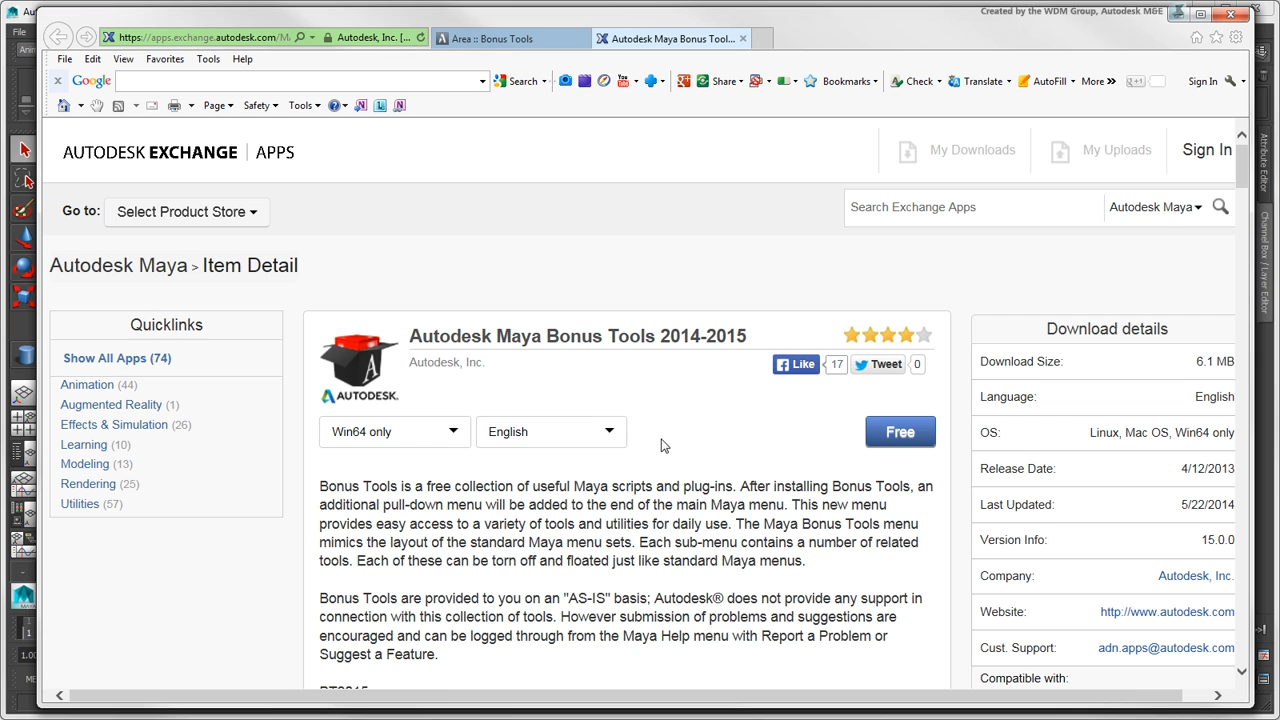 Au
Created by the WDM Group, Autodesk M&E
File
https://apps.exchange.autodesk.com/M
Autodesk, Inc. [...
Area :: Bonus Tools
Autodesk Maya Bonus Tool...
File Edit View Favorites Tools Help
Google
Search
Share
Bookmarks
Check
Translate
AutoFill
More »
Sign In
Page
Safety
Tools
AUTODESK EXCHANGE APPS
My Downloads
My Uploads
Sign In
Go to:
Select Product Store
Search Exchange Apps
Autodesk Maya
Attribute Editor
Channel Box / Layer Editor
Autodesk Maya > Item Detail
Quicklinks
Show All Apps (74)
Animation (44)
Augmented Reality (1)
Effects & Simulation (26)
Learning (10)
Modeling (13)
Rendering (25)
Utilities (57)
Autodesk Maya Bonus Tools 2014-2015
Autodesk, Inc.
Like 17
Tweet 0
AUTODESK.
Win64 only
English
Free
Bonus Tools is a free collection of useful Maya scripts and plug-ins. After installing Bonus Tools, an
additional pull-down menu will be added to the end of the main Maya menu. This new menu
provides easy access to a variety of tools and utilities for daily use. The Maya Bonus Tools menu
mimics the layout of the standard Maya menu sets. Each sub-menu contains a number of related
tools. Each of these can be torn off and floated just like standard Maya menus.
Bonus Tools are provided to you on an "AS-IS" basis; Autodesk® does not provide any support in
connection with this collection of tools. However submission of problems and suggestions are
encouraged and can be logged through from the Maya Help menu with Report a Problem or
Suggest a Feature.
Download details
Download Size: 6.1 MB
Language: English
OS: Linux, Mac OS, Win64 only
Release Date: 4/12/2013
Last Updated: 5/22/2014
Version Info: 15.0.0
Company: Autodesk, Inc.
Website: http://www.autodesk.com
Cust. Support: adn.apps@autodesk.com
Compatible with:
1
1.00